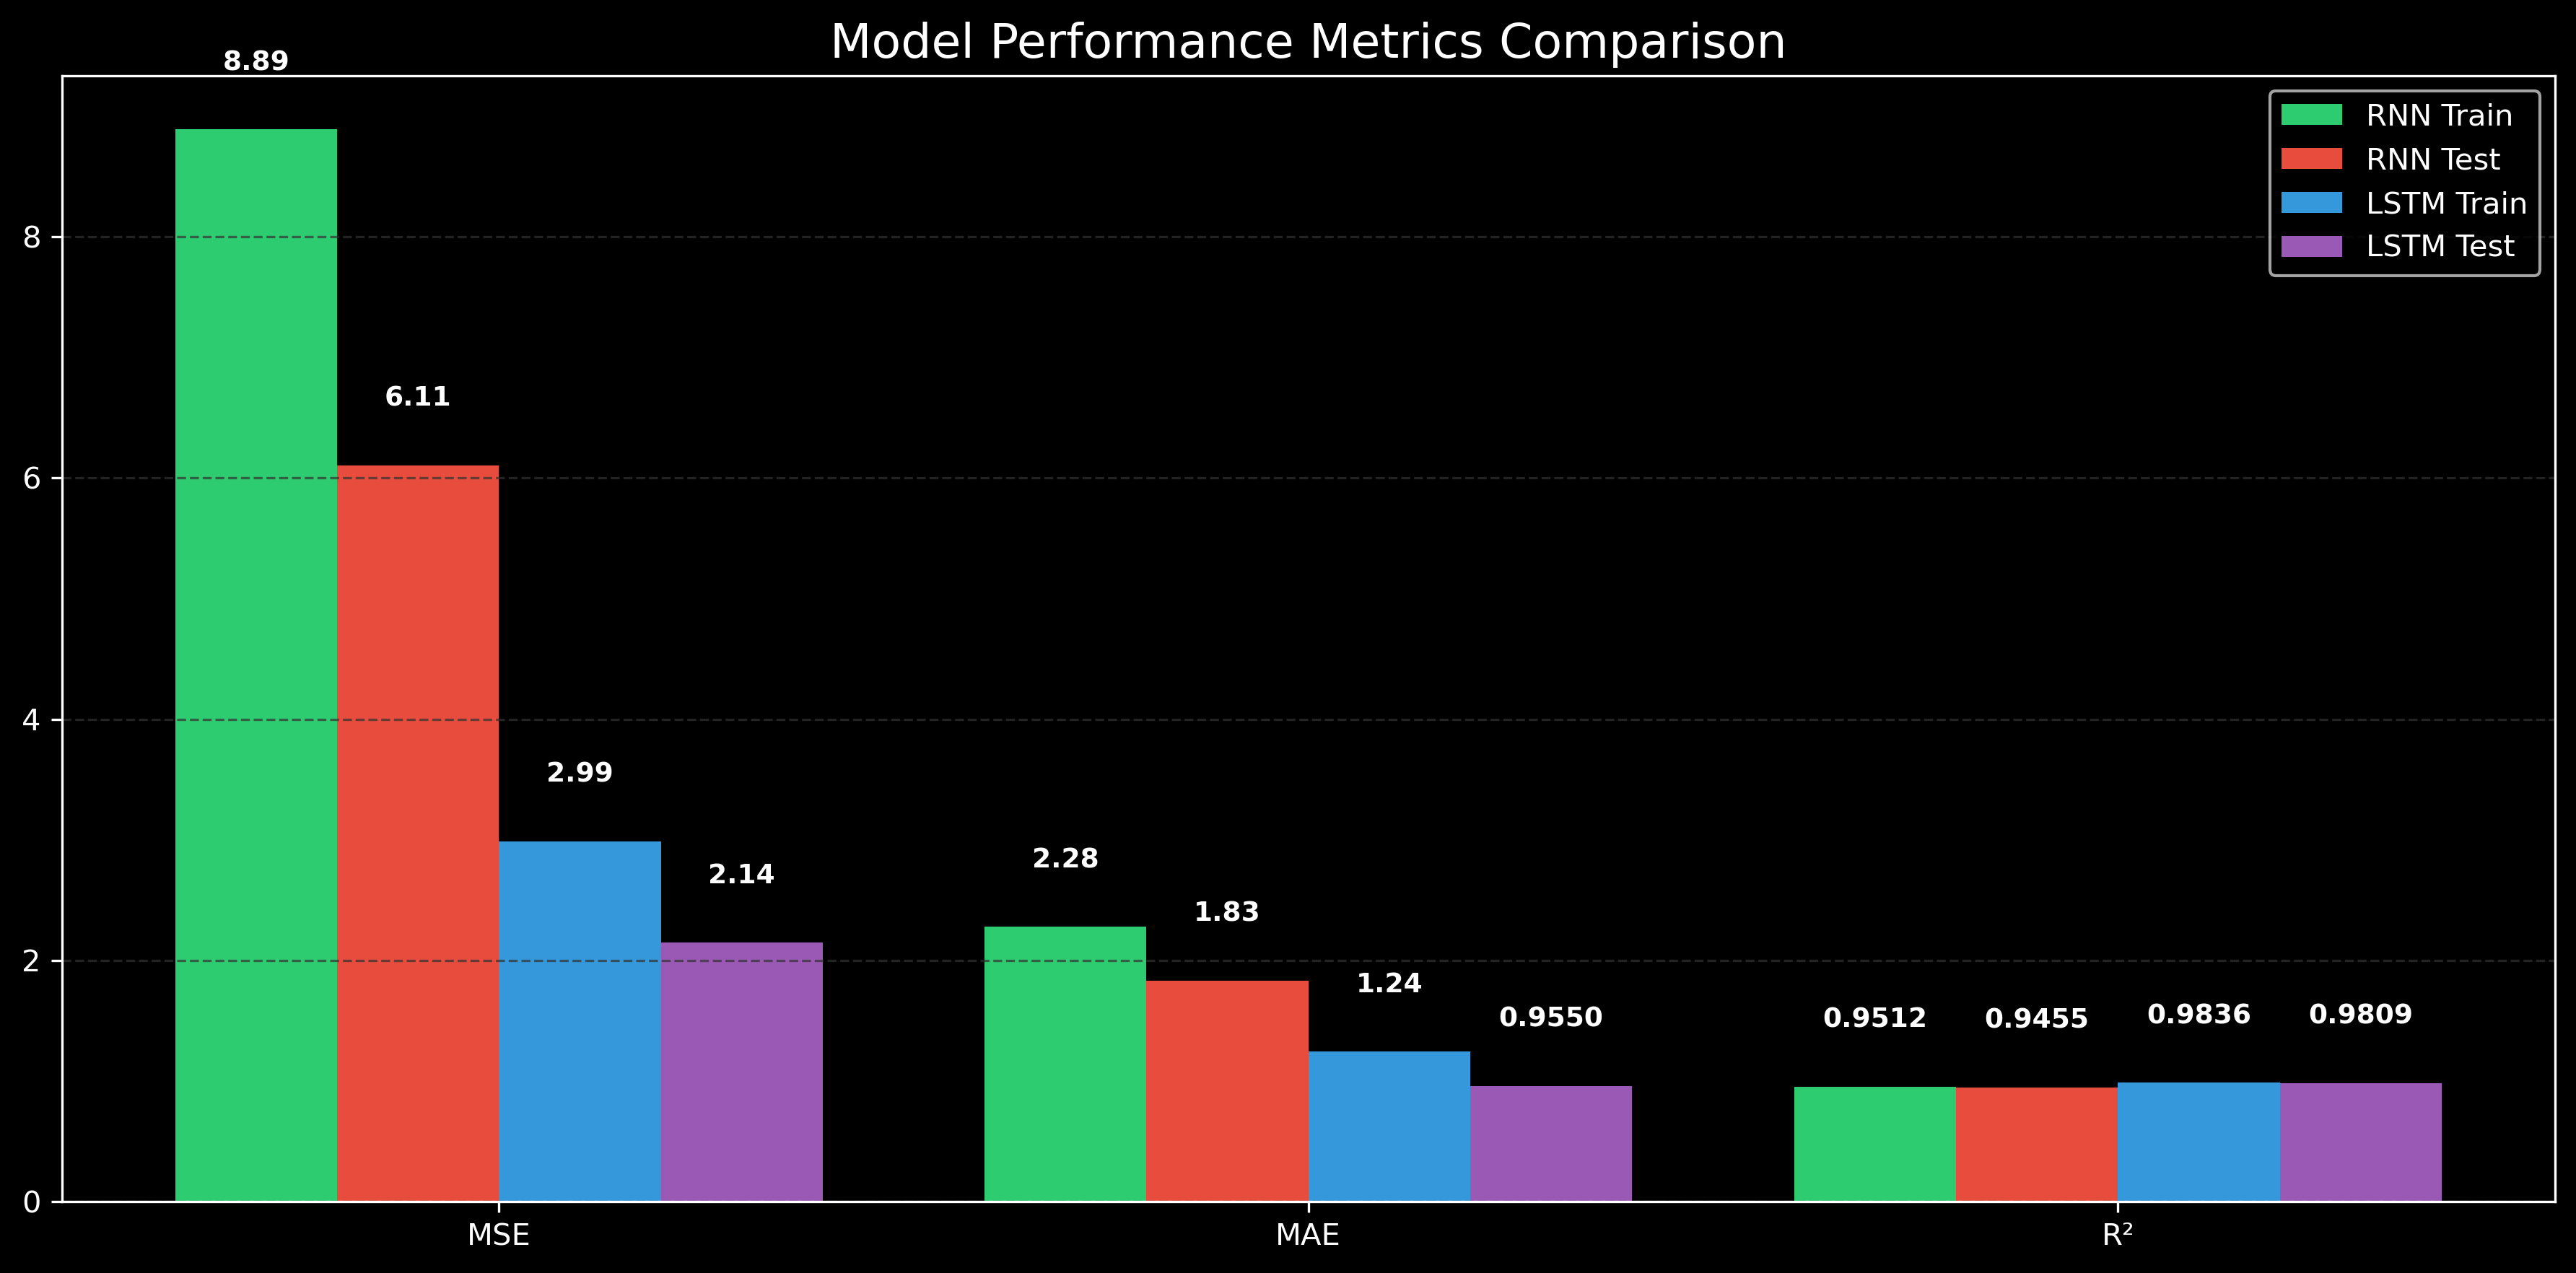 Model Performance Metrics Comparison
8.89
6.11
2.99
2.14
2.28
1.83
1.24
0.9550
0.9512
0.9455
0.9836
0.9809
RNN Train
RNN Test
LSTM Train
LSTM Test
8
6
4
2
0
MSE
MAE
R²